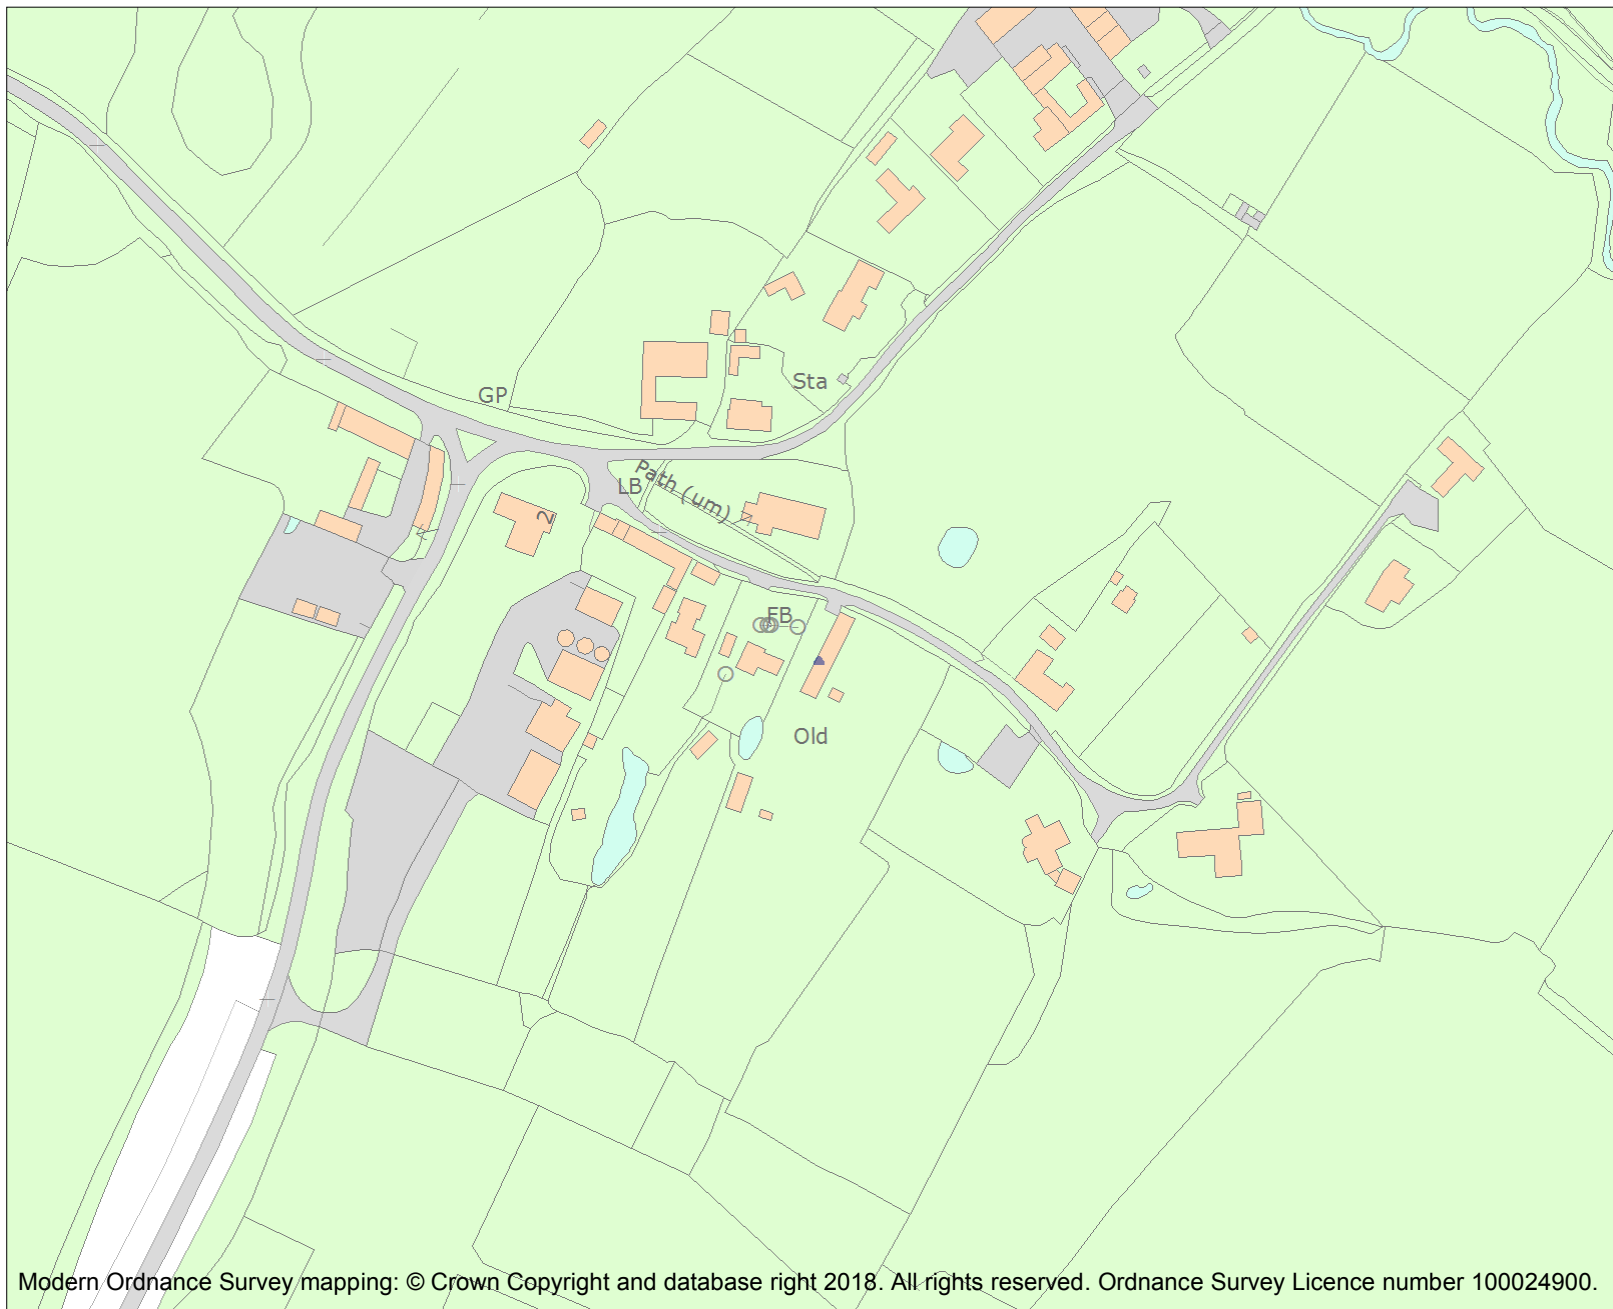 Sta
GP
Path (um)
LB
2
FB
Old
Modern Ordnance Survey mapping: © Crown Copyright and database right 2018. All rights reserved. Ordnance Survey Licence number 100024900.